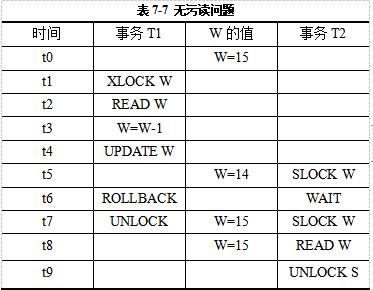 表 7-7 无污读问题
时间 事务 T1 W 的值 事务 T2
t0 W=15
t1 XLOCK W
t2 READ W
t3 W=W-1
t4 UPDATE W
t5 W=14 SLOCK W
t6 ROLLBACK WAIT
t7 UNLOCK W=15 SLOCK W
t8 W=15 READ W
t9 UNLOCK S